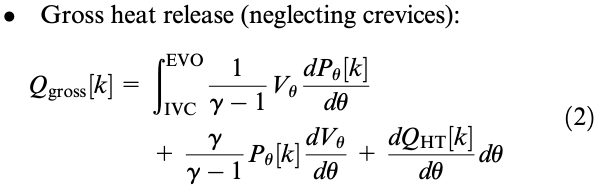 • Gross heat release (neglecting crevices):
Q_gross[k] = ∫_IVC^EVO 1/(γ − 1) V_θ dP_θ[k]/dθ
+ γ/(γ − 1) P_θ[k] dV_θ/dθ + dQ_HT[k]/dθ dθ (2)